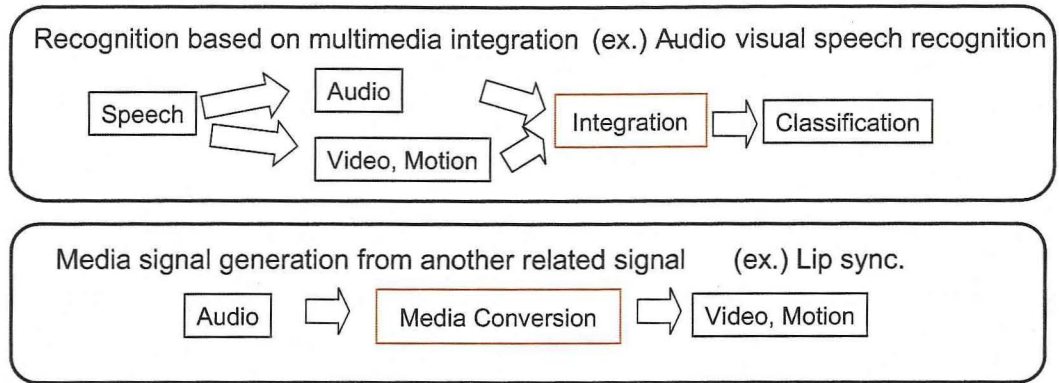 Recognition based on multimedia integration (ex.) Audio visual speech recognition
Speech
Audio
Video, Motion
Integration
Classification
Media signal generation from another related signal (ex.) Lip sync.
Audio
Media Conversion
Video, Motion